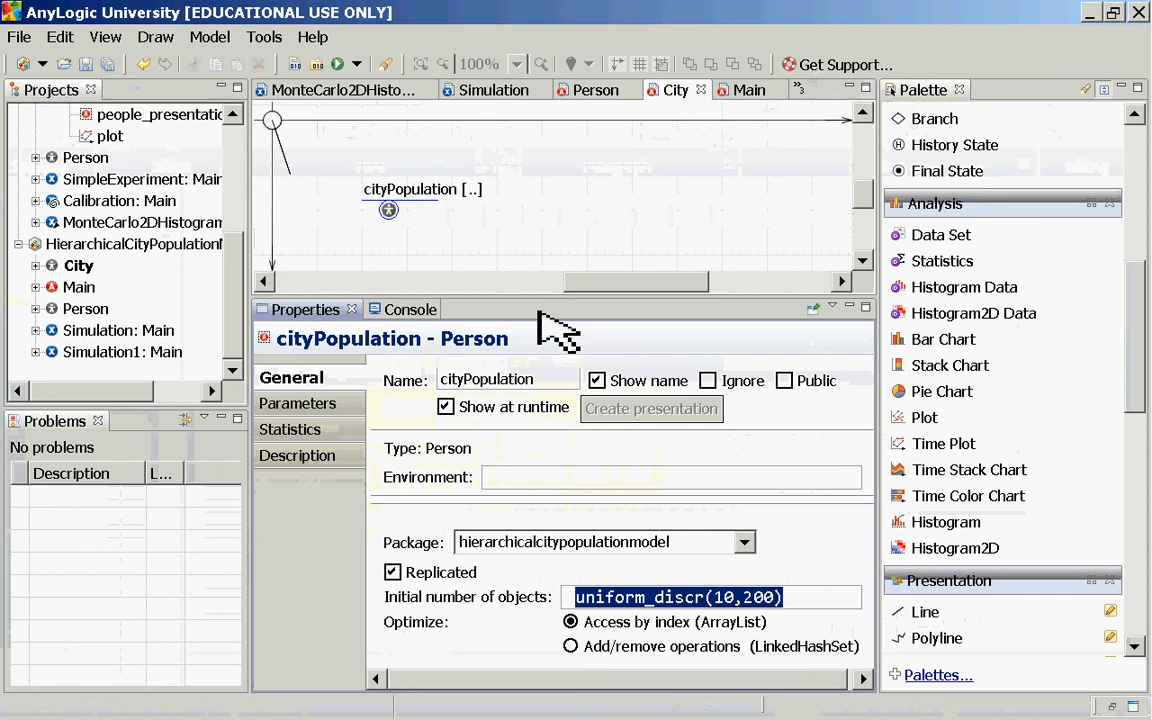 AnyLogic University [EDUCATIONAL USE ONLY]
File Edit View Draw Model Tools Help
100% Get Support...
Projects
people_presentatio
plot
Person
SimpleExperiment: Main
Calibration: Main
MonteCarlo2DHistogram
HierarchicalCityPopulation
City
Main
Person
Simulation: Main
Simulation1: Main
Problems
No problems
Description L...
MonteCarlo2DHisto... Simulation Person City Main »3
cityPopulation [..]
Properties Console
cityPopulation - Person
General
Parameters
Statistics
Description
Name: cityPopulation Show name Ignore Public
Show at runtime Create presentation
Type: Person
Environment:
Package: hierarchicalcitypopulationmodel
Replicated
Initial number of objects: uniform_discr(10,200)
Optimize: Access by index (ArrayList)
Add/remove operations (LinkedHashSet)
Palette
Branch
History State
Final State
Analysis
Data Set
Statistics
Histogram Data
Histogram2D Data
Bar Chart
Stack Chart
Pie Chart
Plot
Time Plot
Time Stack Chart
Time Color Chart
Histogram
Histogram2D
Presentation
Line
Polyline
Palettes...